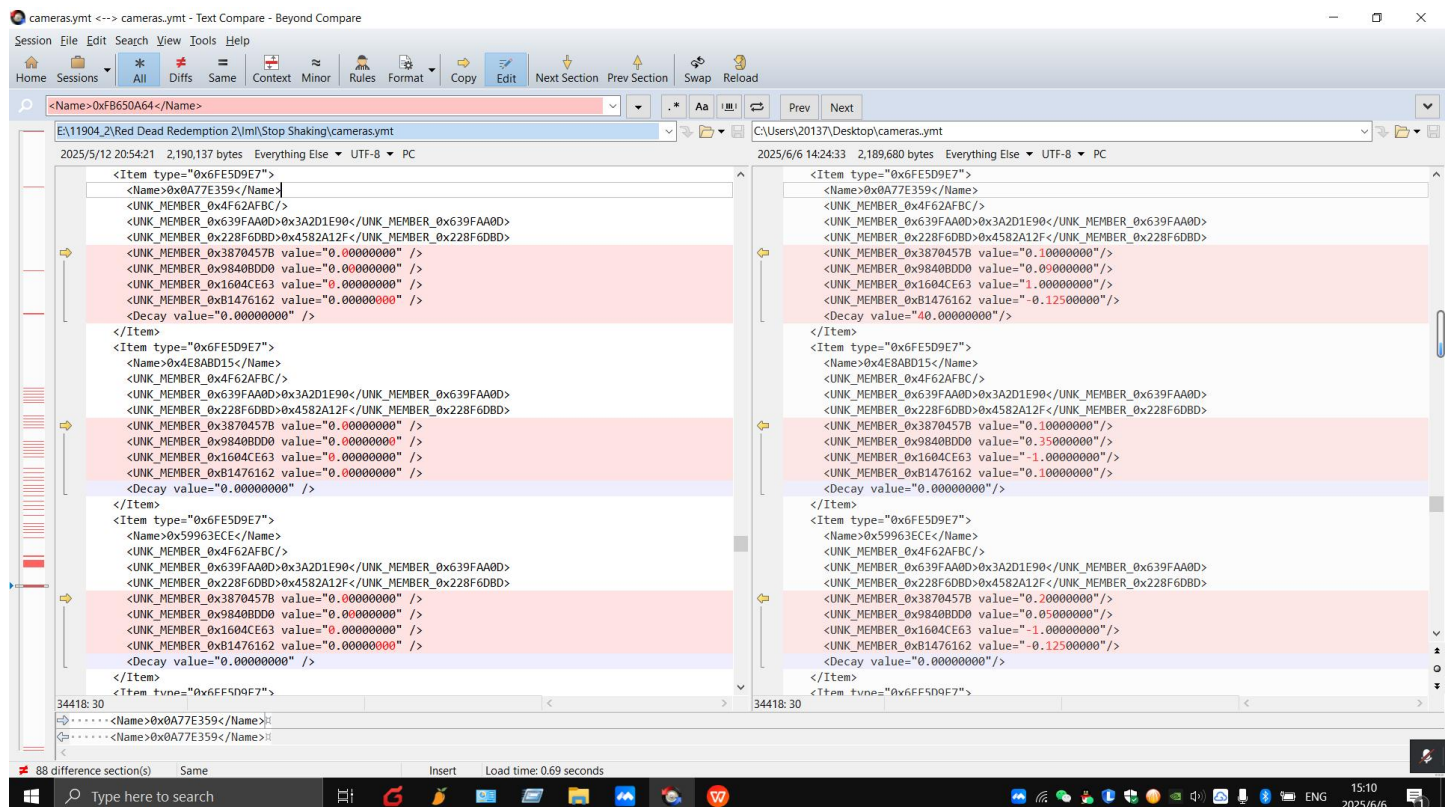 cameras.ymt <--> cameras..ymt - Text Compare - Beyond Compare
Session File Edit Search View Tools Help
Home Sessions All Diffs Same Context Minor Rules Format Copy Edit Next Section Prev Section Swap Reload
<Name>0xFB650A64</Name> .* Aa Prev Next
E:\11904_2\Red Dead Redemption 2\lml\Stop Shaking\cameras.ymt
2025/5/12 20:54:21 2,190,137 bytes Everything Else UTF-8 PC
<Item type="0x6FE5D9E7">
<Name>0x0A77E359</Name>
<UNK_MEMBER_0x4F62AFBC/>
<UNK_MEMBER_0x639FAA0D>0x3A2D1E90</UNK_MEMBER_0x639FAA0D>
<UNK_MEMBER_0x228F6DBD>0x4582A12F</UNK_MEMBER_0x228F6DBD>
<UNK_MEMBER_0x3870457B value="0.00000000" />
<UNK_MEMBER_0x9840BDD0 value="0.00000000" />
<UNK_MEMBER_0x1604CE63 value="0.00000000" />
<UNK_MEMBER_0xB1476162 value="0.00000000" />
<Decay value="0.00000000" />
</Item>
<Item type="0x6FE5D9E7">
<Name>0x4E8ABD15</Name>
<UNK_MEMBER_0x4F62AFBC/>
<UNK_MEMBER_0x639FAA0D>0x3A2D1E90</UNK_MEMBER_0x639FAA0D>
<UNK_MEMBER_0x228F6DBD>0x4582A12F</UNK_MEMBER_0x228F6DBD>
<UNK_MEMBER_0x3870457B value="0.00000000" />
<UNK_MEMBER_0x9840BDD0 value="0.00000000" />
<UNK_MEMBER_0x1604CE63 value="0.00000000" />
<UNK_MEMBER_0xB1476162 value="0.00000000" />
<Decay value="0.00000000" />
</Item>
<Item type="0x6FE5D9E7">
<Name>0x59963ECE</Name>
<UNK_MEMBER_0x4F62AFBC/>
<UNK_MEMBER_0x639FAA0D>0x3A2D1E90</UNK_MEMBER_0x639FAA0D>
<UNK_MEMBER_0x228F6DBD>0x4582A12F</UNK_MEMBER_0x228F6DBD>
<UNK_MEMBER_0x3870457B value="0.00000000" />
<UNK_MEMBER_0x9840BDD0 value="0.00000000" />
<UNK_MEMBER_0x1604CE63 value="0.00000000" />
<UNK_MEMBER_0xB1476162 value="0.00000000" />
<Decay value="0.00000000" />
</Item>
<Item type="0x6FE5D9E7">
34418: 30
C:\Users\20137\Desktop\cameras..ymt
2025/6/6 14:24:33 2,189,680 bytes Everything Else UTF-8 PC
<Item type="0x6FE5D9E7">
<Name>0x0A77E359</Name>
<UNK_MEMBER_0x4F62AFBC/>
<UNK_MEMBER_0x639FAA0D>0x3A2D1E90</UNK_MEMBER_0x639FAA0D>
<UNK_MEMBER_0x228F6DBD>0x4582A12F</UNK_MEMBER_0x228F6DBD>
<UNK_MEMBER_0x3870457B value="0.10000000"/>
<UNK_MEMBER_0x9840BDD0 value="0.09000000"/>
<UNK_MEMBER_0x1604CE63 value="1.00000000"/>
<UNK_MEMBER_0xB1476162 value="-0.12500000"/>
<Decay value="40.00000000"/>
</Item>
<Item type="0x6FE5D9E7">
<Name>0x4E8ABD15</Name>
<UNK_MEMBER_0x4F62AFBC/>
<UNK_MEMBER_0x639FAA0D>0x3A2D1E90</UNK_MEMBER_0x639FAA0D>
<UNK_MEMBER_0x228F6DBD>0x4582A12F</UNK_MEMBER_0x228F6DBD>
<UNK_MEMBER_0x3870457B value="0.10000000"/>
<UNK_MEMBER_0x9840BDD0 value="0.35000000"/>
<UNK_MEMBER_0x1604CE63 value="-1.00000000"/>
<UNK_MEMBER_0xB1476162 value="0.10000000"/>
<Decay value="0.00000000"/>
</Item>
<Item type="0x6FE5D9E7">
<Name>0x59963ECE</Name>
<UNK_MEMBER_0x4F62AFBC/>
<UNK_MEMBER_0x639FAA0D>0x3A2D1E90</UNK_MEMBER_0x639FAA0D>
<UNK_MEMBER_0x228F6DBD>0x4582A12F</UNK_MEMBER_0x228F6DBD>
<UNK_MEMBER_0x3870457B value="0.20000000"/>
<UNK_MEMBER_0x9840BDD0 value="0.05000000"/>
<UNK_MEMBER_0x1604CE63 value="-1.00000000"/>
<UNK_MEMBER_0xB1476162 value="-0.12500000"/>
<Decay value="0.00000000"/>
</Item>
<Item type="0x6FE5D9E7">
34418: 30
<Name>0x0A77E359</Name>
<Name>0x0A77E359</Name>
88 difference section(s) Same Insert Load time: 0.69 seconds
Type here to search ENG 15:10
2025/6/6